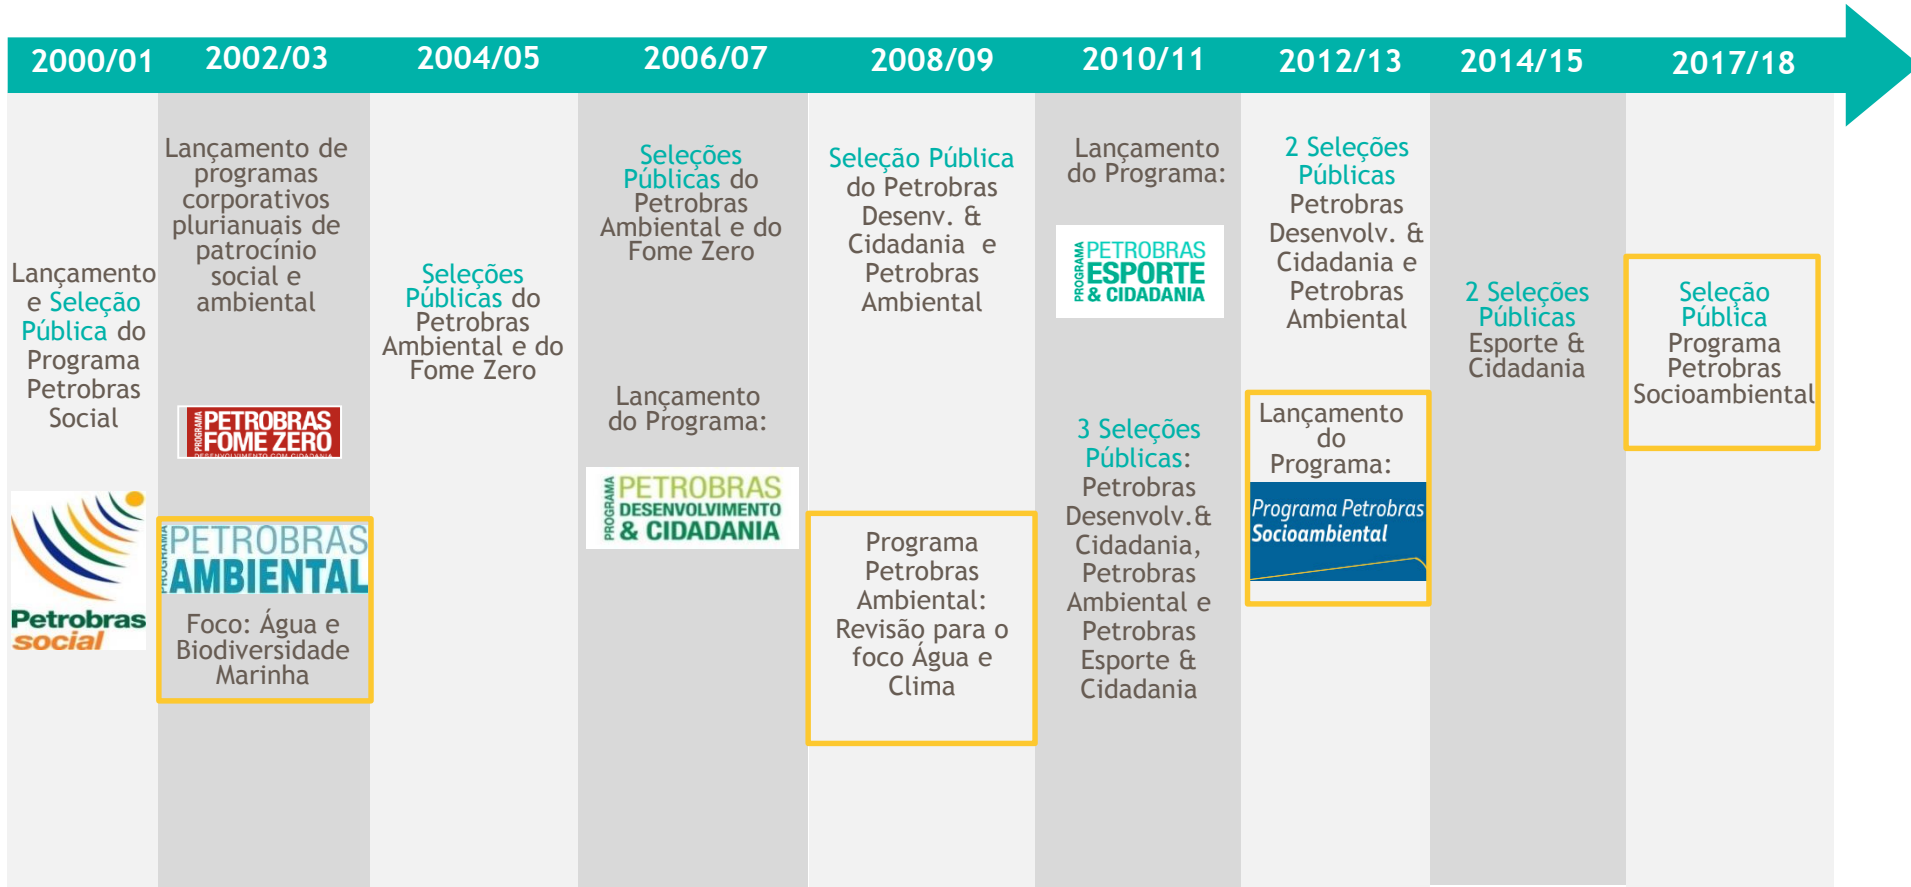 2000/01
2002/03
2004/05
2006/07
2008/09
2010/11
2012/13
2014/15
2017/18
Lançamento
e Seleção
Pública do
Programa
Petrobras
Social
Petrobras
social
Lançamento de
programas
corporativos
plurianuais de
patrocínio
social e
ambiental
PROGRAMA
PETROBRAS
FOME ZERO
DESENVOLVIMENTO COM CIDADANIA
PROGRAMA
PETROBRAS
AMBIENTAL
Foco: Água e
Biodiversidade
Marinha
Seleções
Públicas do
Petrobras
Ambiental e do
Fome Zero
Seleções
Públicas do
Petrobras
Ambiental e do
Fome Zero
Lançamento
do Programa:
PROGRAMA
PETROBRAS
DESENVOLVIMENTO
& CIDADANIA
Seleção Pública
do Petrobras
Desenv. &
Cidadania e
Petrobras
Ambiental
Programa
Petrobras
Ambiental:
Revisão para o
foco Água e
Clima
Lançamento
do Programa:
PROGRAMA
PETROBRAS
ESPORTE
& CIDADANIA
3 Seleções
Públicas:
Petrobras
Desenvolv.&
Cidadania,
Petrobras
Ambiental e
Petrobras
Esporte &
Cidadania
2 Seleções
Públicas
Petrobras
Desenvolv. &
Cidadania e
Petrobras
Ambiental
Lançamento
do
Programa:
Programa Petrobras
Socioambiental
2 Seleções
Públicas
Esporte &
Cidadania
Seleção
Pública
Programa
Petrobras
Socioambiental